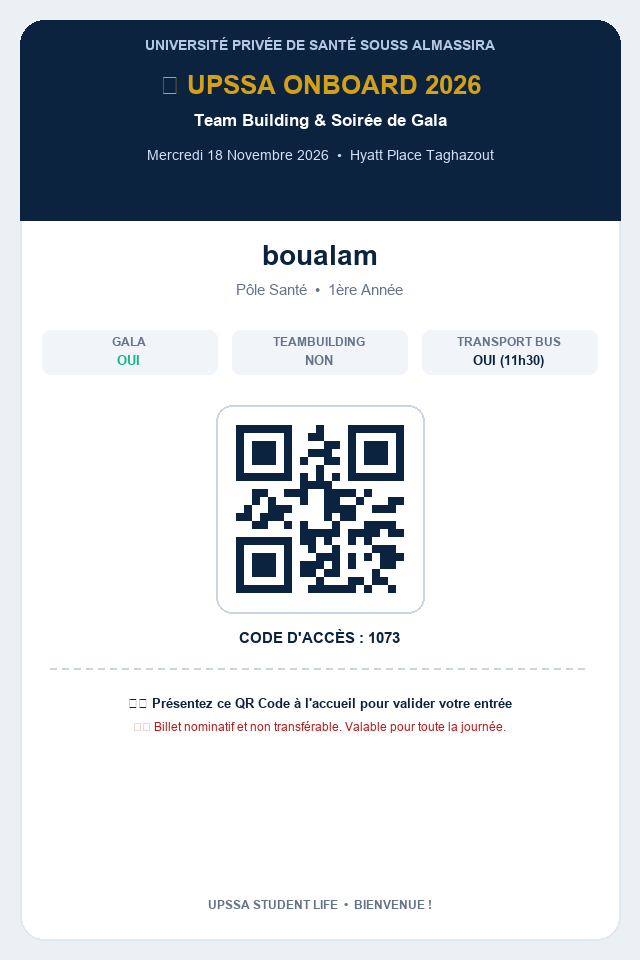 UNIVERSITÉ PRIVÉE DE SANTÉ SOUSS ALMASSIRA
UPSSA ONBOARD 2026
Team Building & Soirée de Gala
Mercredi 18 Novembre 2026 • Hyatt Place Taghazout
boualam
Pôle Santé • 1ère Année
GALA
OUI
TEAMBUILDING
NON
TRANSPORT BUS
OUI (11h30)
CODE D'ACCÈS : 1073
Présentez ce QR Code à l'accueil pour valider votre entrée
Billet nominatif et non transférable. Valable pour toute la journée.
UPSSA STUDENT LIFE • BIENVENUE !